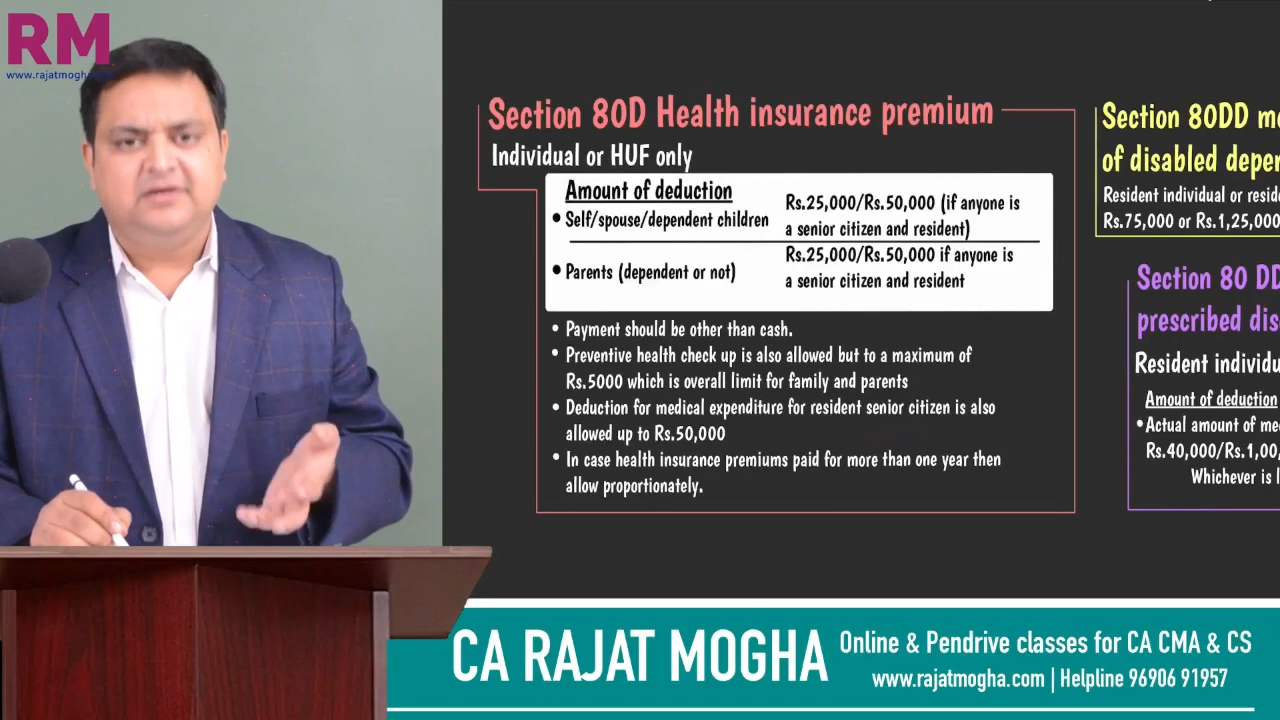 RM
www.rajatmogha
Section 80D Health insurance premium
Individual or HUF only
Amount of deduction
• Self/spouse/dependent children
Rs.25,000/Rs.50,000 (if anyone is
a senior citizen and resident)
• Parents (dependent or not)
Rs.25,000/Rs.50,000 if anyone is
a senior citizen and resident
• Payment should be other than cash.
• Preventive health check up is also allowed but to a maximum of
Rs.5000 which is overall limit for family and parents
• Deduction for medical expenditure for resident senior citizen is also
allowed up to Rs.50,000
• In case health insurance premiums paid for more than one year then
allow proportionately.
Section 80DD
of disabled
Resident individual or
Rs.75,000 or Rs.1,25,000
Section 80
prescribed
Resident
Amount of deduction
• Actual amount of
Rs.40,000/
Whichever is
CA RAJAT MOGHA
Online & Pendrive classes for CA CMA & CS
www.rajatmogha.com | Helpline 96906 91957